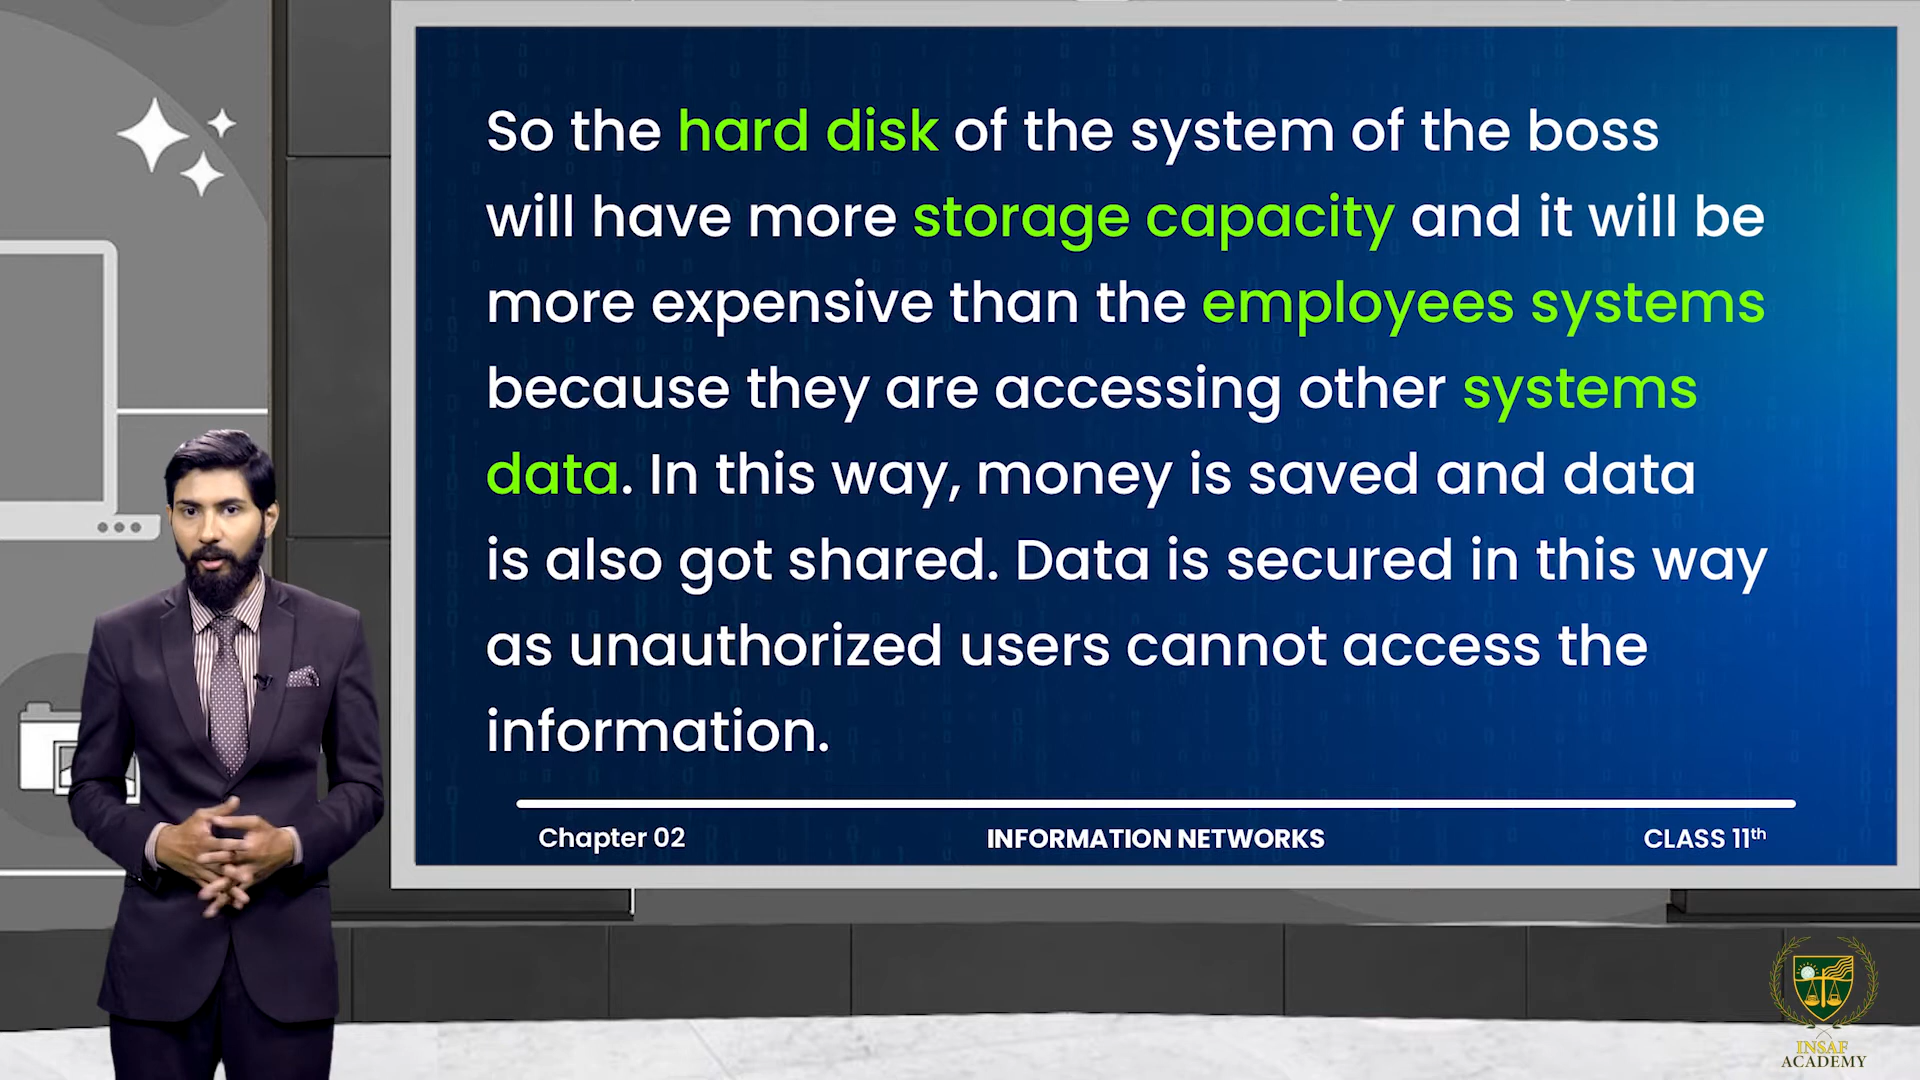 So the hard disk of the system of the boss
will have more storage capacity and it will be
more expensive than the employees systems
because they are accessing other systems
data. In this way, money is saved and data
is also got shared. Data is secured in this way
as unauthorized users cannot access the
information.
Chapter 02 INFORMATION NETWORKS CLASS 11th
INSAF
ACADEMY